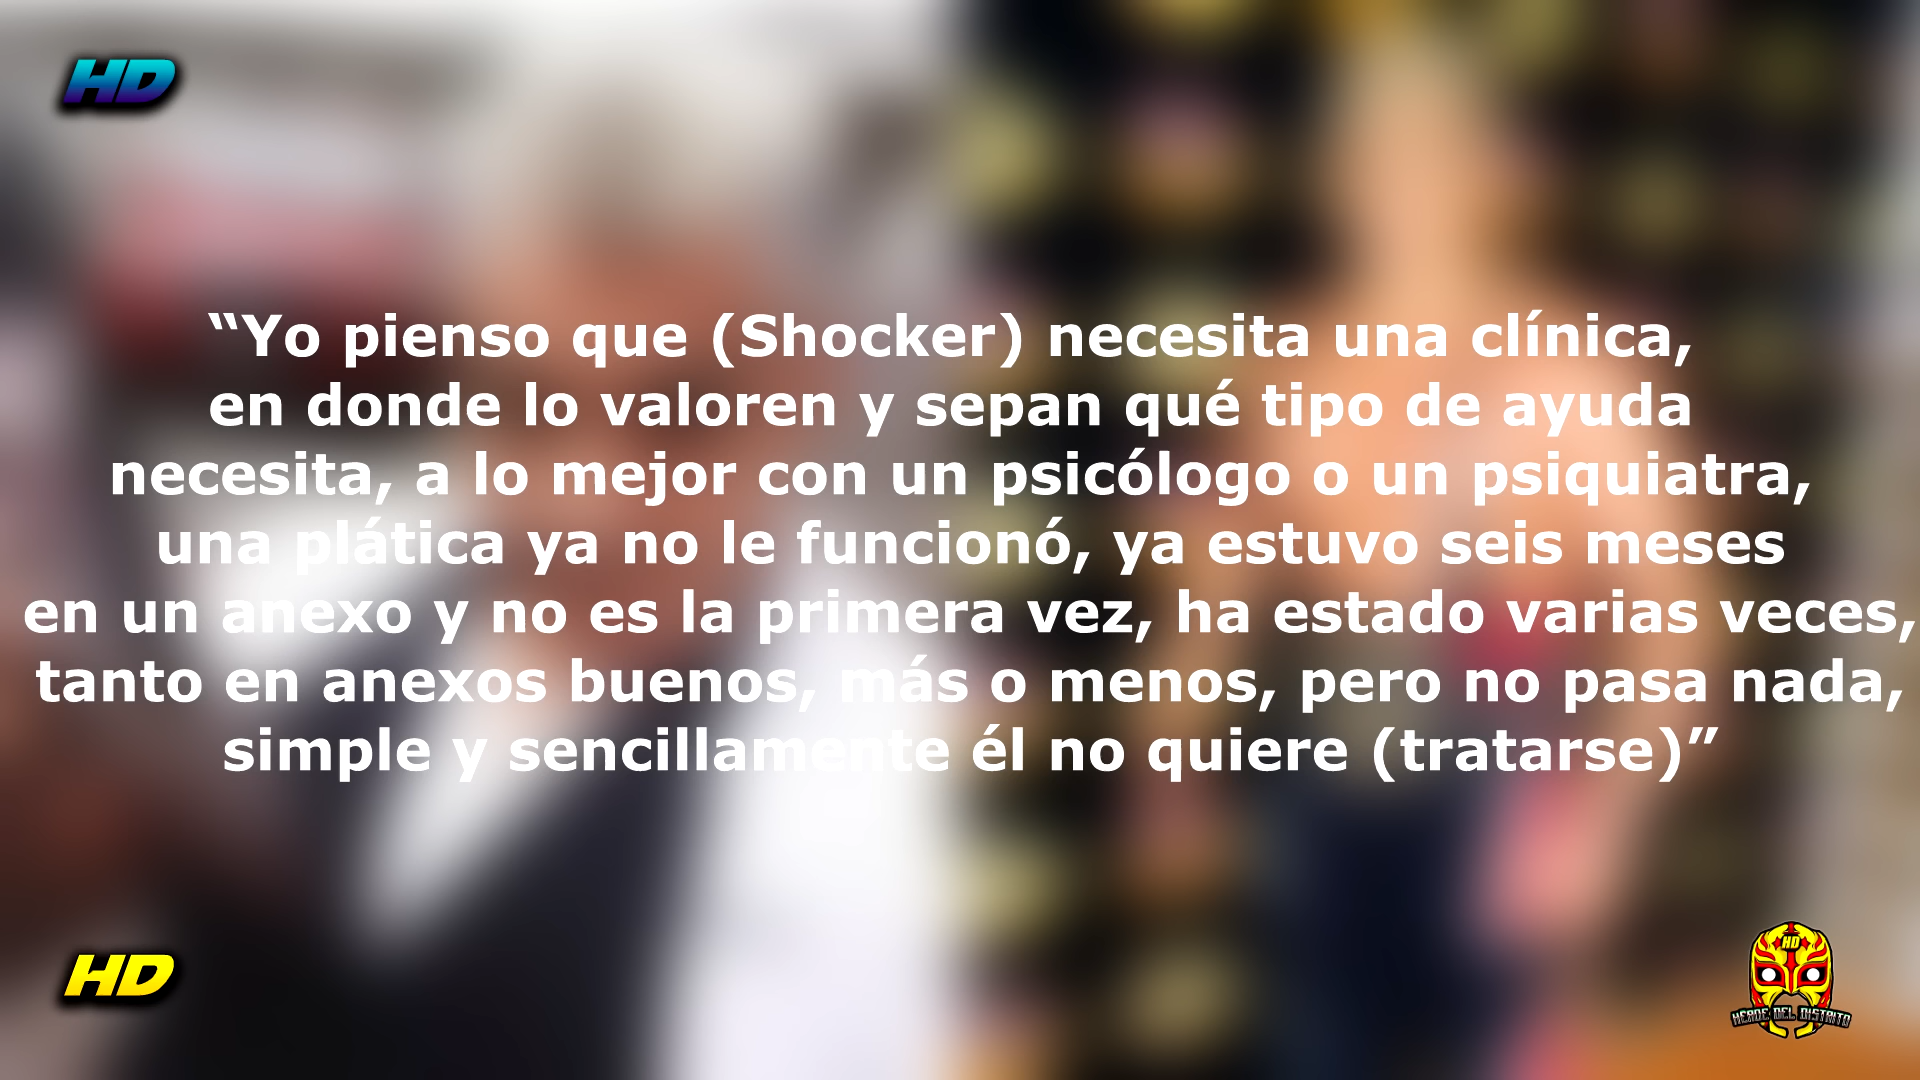 HD
“Yo pienso que (Shocker) necesita una clínica,
en donde lo valoren y sepan qué tipo de ayuda
necesita, a lo mejor con un psicólogo o un psiquiatra,
una plática ya no le funcionó, ya estuvo seis meses
en un anexo y no es la primera vez, ha estado varias veces,
tanto en anexos buenos, más o menos, pero no pasa nada,
simple y sencillamente él no quiere (tratarse)”
HD
HD
HEROE DEL DISTRITO